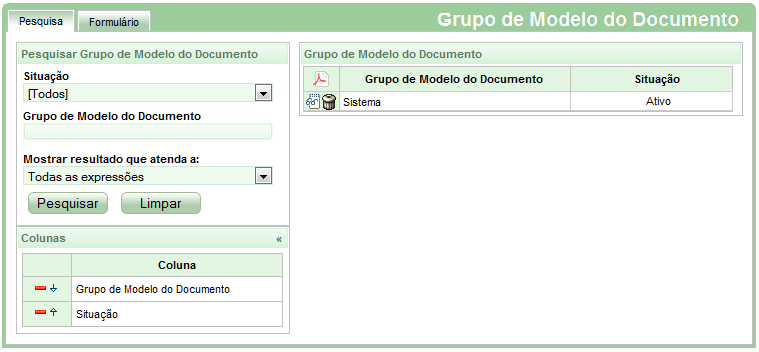 Pesquisa
Formulário
Grupo de Modelo do Documento
Pesquisar Grupo de Modelo do Documento
Situação
[Todos]
Grupo de Modelo do Documento
Mostrar resultado que atenda a:
Todas as expressões
Pesquisar
Limpar
Colunas «
Coluna
Grupo de Modelo do Documento
Situação
Grupo de Modelo do Documento
Grupo de Modelo do Documento
Situação
Sistema
Ativo